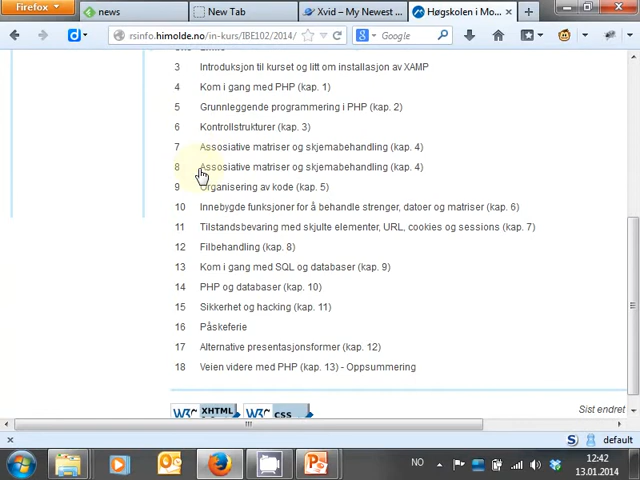 Firefox
news
New Tab
Xvid – My Newest ...
Høgskolen i Mo...
rsinfo.himolde.no/in-kurs/IBE102/2014/
Google
3 Introduksjon til kurset og litt om installasjon av XAMP
4 Kom i gang med PHP (kap. 1)
5 Grunnleggende programmering i PHP (kap. 2)
6 Kontrollstrukturer (kap. 3)
7 Assosiative matriser og skjemabehandling (kap. 4)
8 Assosiative matriser og skjemabehandling (kap. 4)
9 Organisering av kode (kap. 5)
10 Innebygde funksjoner for å behandle strenger, datoer og matriser (kap. 6)
11 Tilstandsbevaring med skjulte elementer, URL, cookies og sessions (kap. 7)
12 Filbehandling (kap. 8)
13 Kom i gang med SQL og databaser (kap. 9)
14 PHP og databaser (kap. 10)
15 Sikkerhet og hacking (kap. 11)
16 Påskeferie
17 Alternative presentasjonsformer (kap. 12)
18 Veien videre med PHP (kap. 13) - Oppsummering
W3C XHTML W3C css
Sist endret
default
NO
12:42
13.01.2014